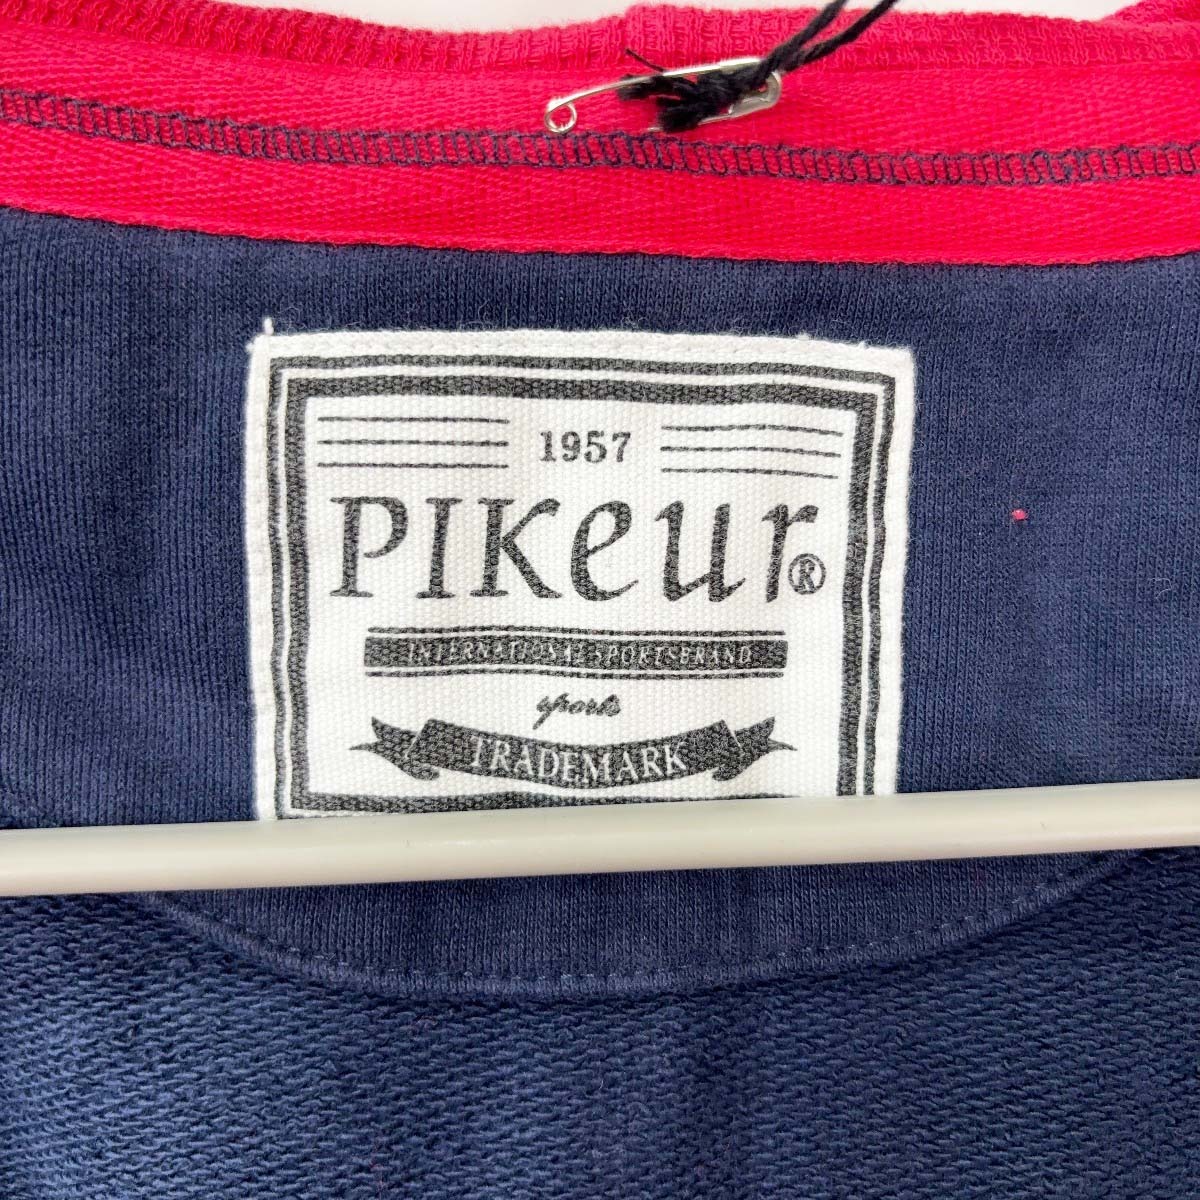 1957
PIKeur®
INTERNATIONAL SPORTSBRAND
sports
TRADEMARK